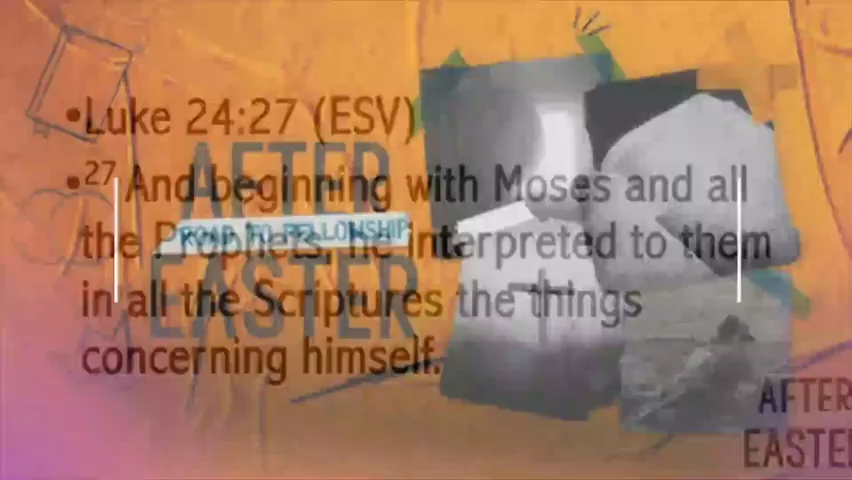 •Luke 24:27 (ESV)
•27 And beginning with Moses and all
the Prophets, he interpreted to them
in all the Scriptures the things
concerning himself.
AFTER
ROAD TO FELLOWSHIP
EASTER
AFTER
EASTE